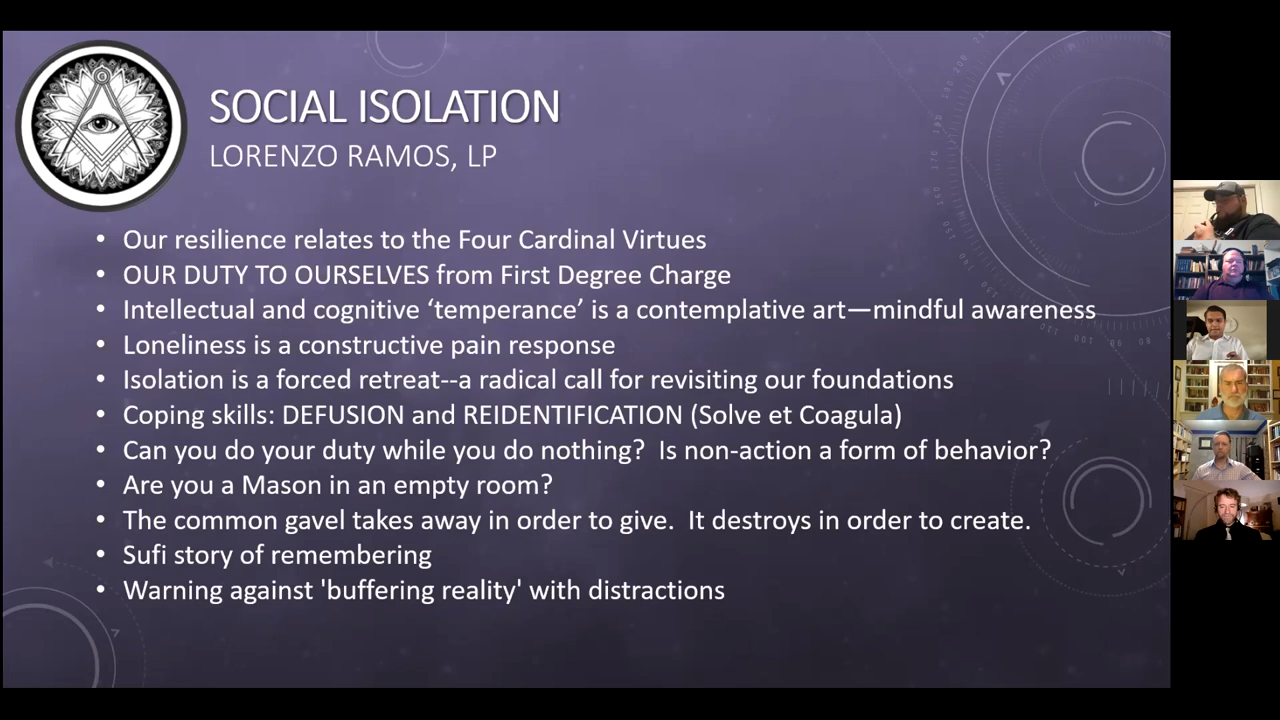 SOCIAL ISOLATION
LORENZO RAMOS, LP
• Our resilience relates to the Four Cardinal Virtues
• OUR DUTY TO OURSELVES from First Degree Charge
• Intellectual and cognitive ‘temperance’ is a contemplative art—mindful awareness
• Loneliness is a constructive pain response
• Isolation is a forced retreat--a radical call for revisiting our foundations
• Coping skills: DEFUSION and REIDENTIFICATION (Solve et Coagula)
• Can you do your duty while you do nothing?  Is non-action a form of behavior?
• Are you a Mason in an empty room?
• The common gavel takes away in order to give.  It destroys in order to create.
• Sufi story of remembering
• Warning against 'buffering reality' with distractions